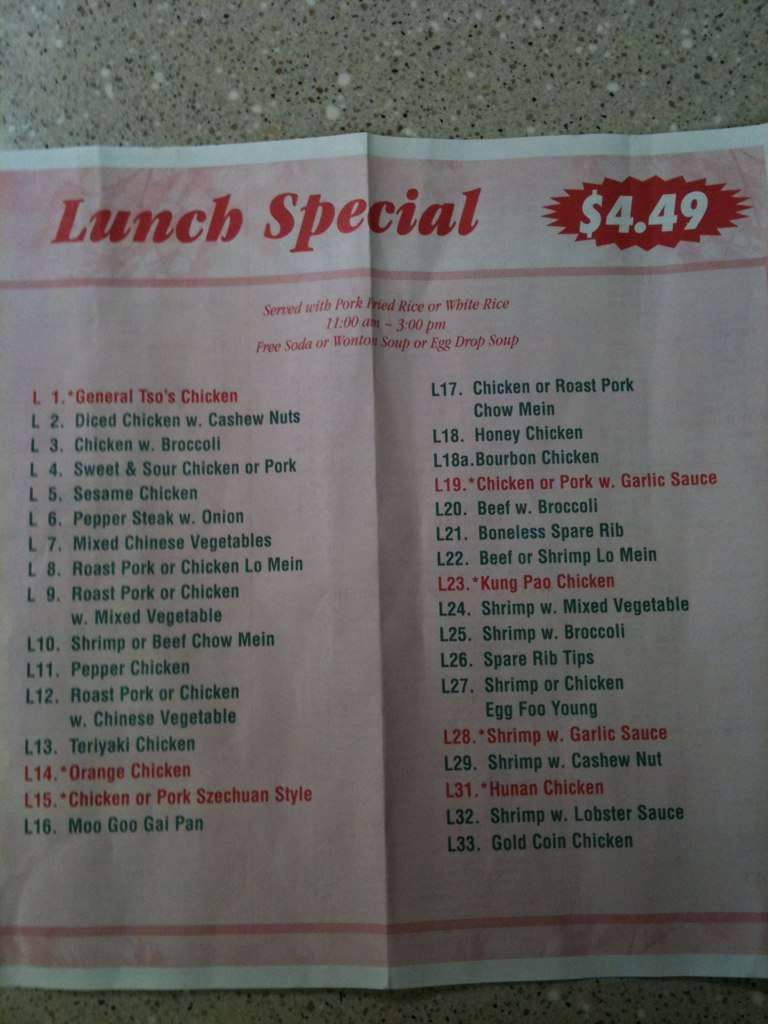 Lunch Special
$4.49
Served with Pork Fried Rice or White Rice
11:00 am ~ 3:00 pm
Free Soda or Wonton Soup or Egg Drop Soup
L 1.*General Tso's Chicken
L 2. Diced Chicken w. Cashew Nuts
L 3. Chicken w. Broccoli
L 4. Sweet & Sour Chicken or Pork
L 5. Sesame Chicken
L 6. Pepper Steak w. Onion
L 7. Mixed Chinese Vegetables
L 8. Roast Pork or Chicken Lo Mein
L 9. Roast Pork or Chicken
w. Mixed Vegetable
L10. Shrimp or Beef Chow Mein
L11. Pepper Chicken
L12. Roast Pork or Chicken
w. Chinese Vegetable
L13. Teriyaki Chicken
L14.*Orange Chicken
L15.*Chicken or Pork Szechuan Style
L16. Moo Goo Gai Pan
L17. Chicken or Roast Pork
Chow Mein
L18. Honey Chicken
L18a.Bourbon Chicken
L19.*Chicken or Pork w. Garlic Sauce
L20. Beef w. Broccoli
L21. Boneless Spare Rib
L22. Beef or Shrimp Lo Mein
L23.*Kung Pao Chicken
L24. Shrimp w. Mixed Vegetable
L25. Shrimp w. Broccoli
L26. Spare Rib Tips
L27. Shrimp or Chicken
Egg Foo Young
L28.*Shrimp w. Garlic Sauce
L29. Shrimp w. Cashew Nut
L31.*Hunan Chicken
L32. Shrimp w. Lobster Sauce
L33. Gold Coin Chicken